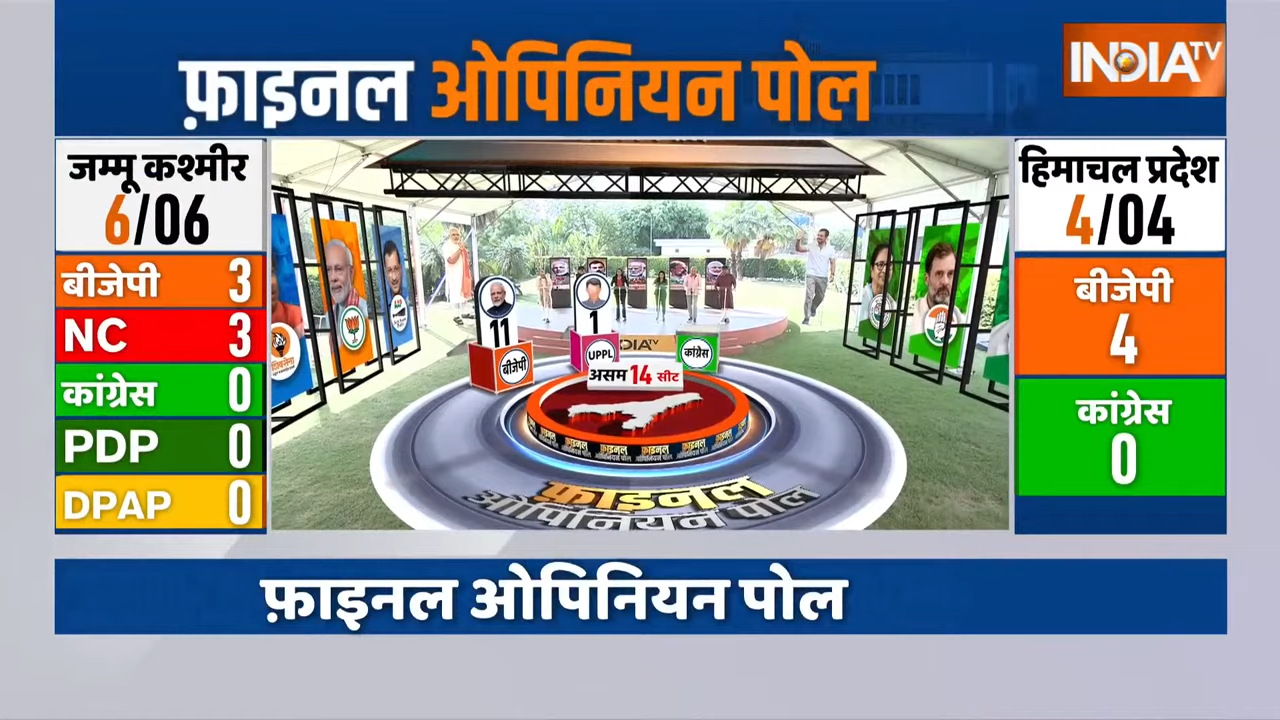 फ़ाइनल ओपिनियन पोल
INDIA TV
जम्मू कश्मीर
6/06
बीजेपी 3
NC 3
कांग्रेस 0
PDP 0
DPAP 0
11
बीजेपी
1
UPPL
कांग्रेस
असम 14 सीट
फ़ाइनल
ओपिनियन पोल
हिमाचल प्रदेश
4/04
बीजेपी
4
कांग्रेस
0
फ़ाइनल ओपिनियन पोल